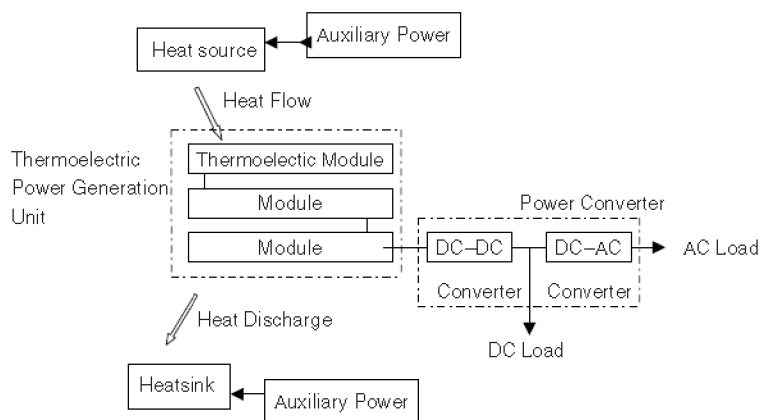 Heat source
Auxiliary Power
Heat Flow
Thermoelectric
Power Generation
Unit
Thermoelectic Module
Module
Module
Power Converter
DC–DC
DC–AC
AC Load
Converter
Converter
Heat Discharge
DC Load
Heatsink
Auxiliary Power